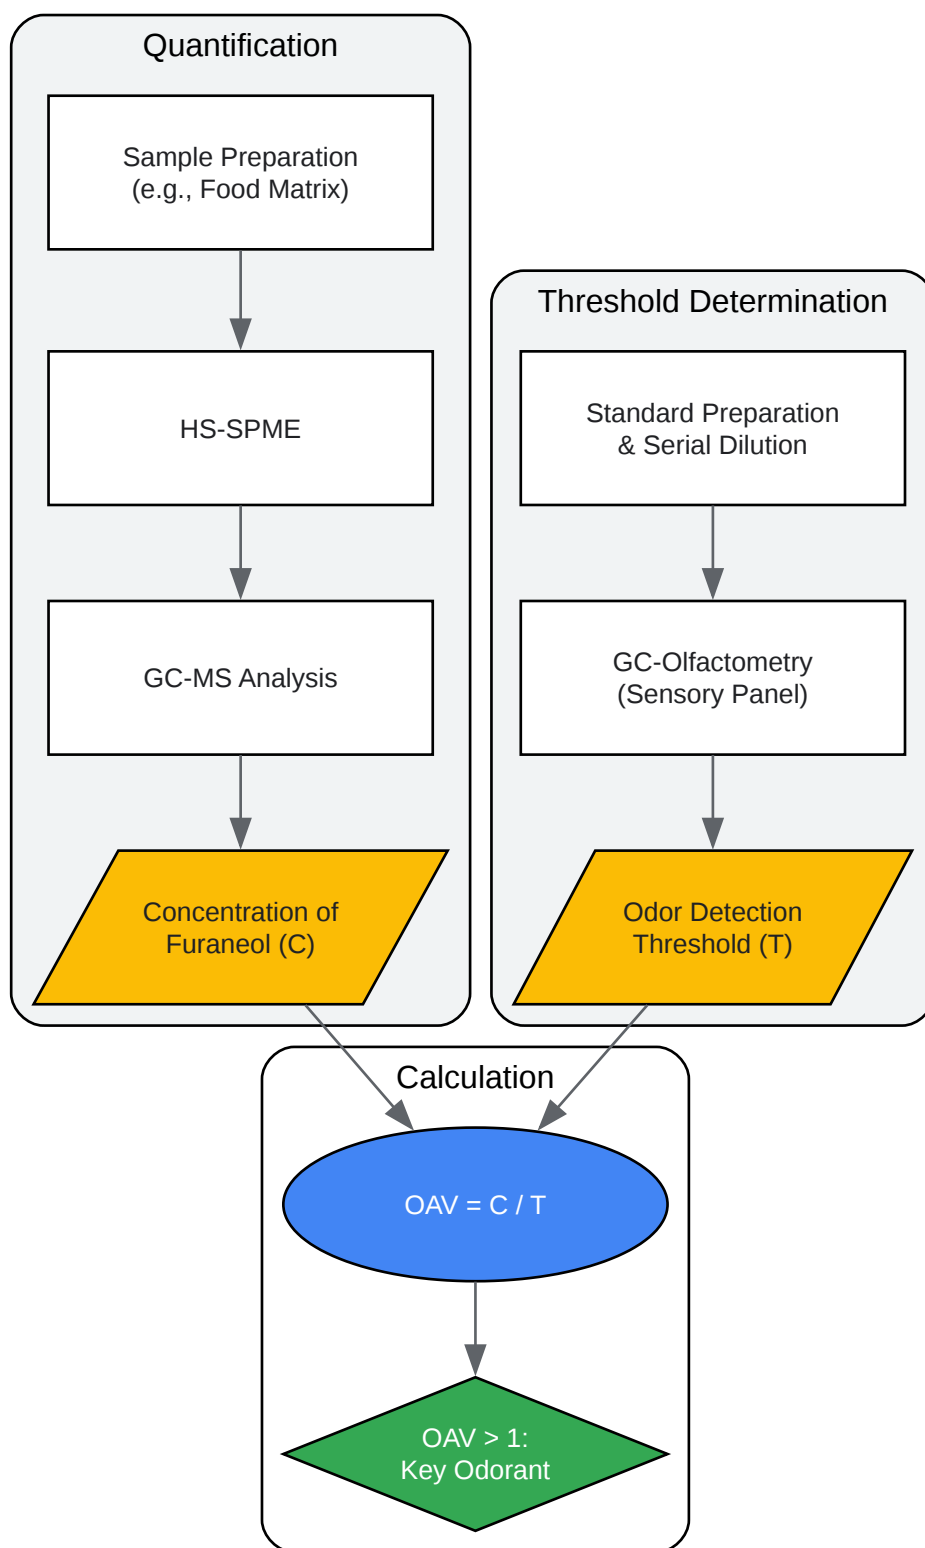 Quantification
Sample Preparation
(e.g., Food Matrix)
HS-SPME
GC-MS Analysis
Concentration of
Furaneol (C)
Threshold Determination
Standard Preparation
& Serial Dilution
GC-Olfactometry
(Sensory Panel)
Odor Detection
Threshold (T)
Calculation
OAV = C / T
OAV > 1:
Key Odorant